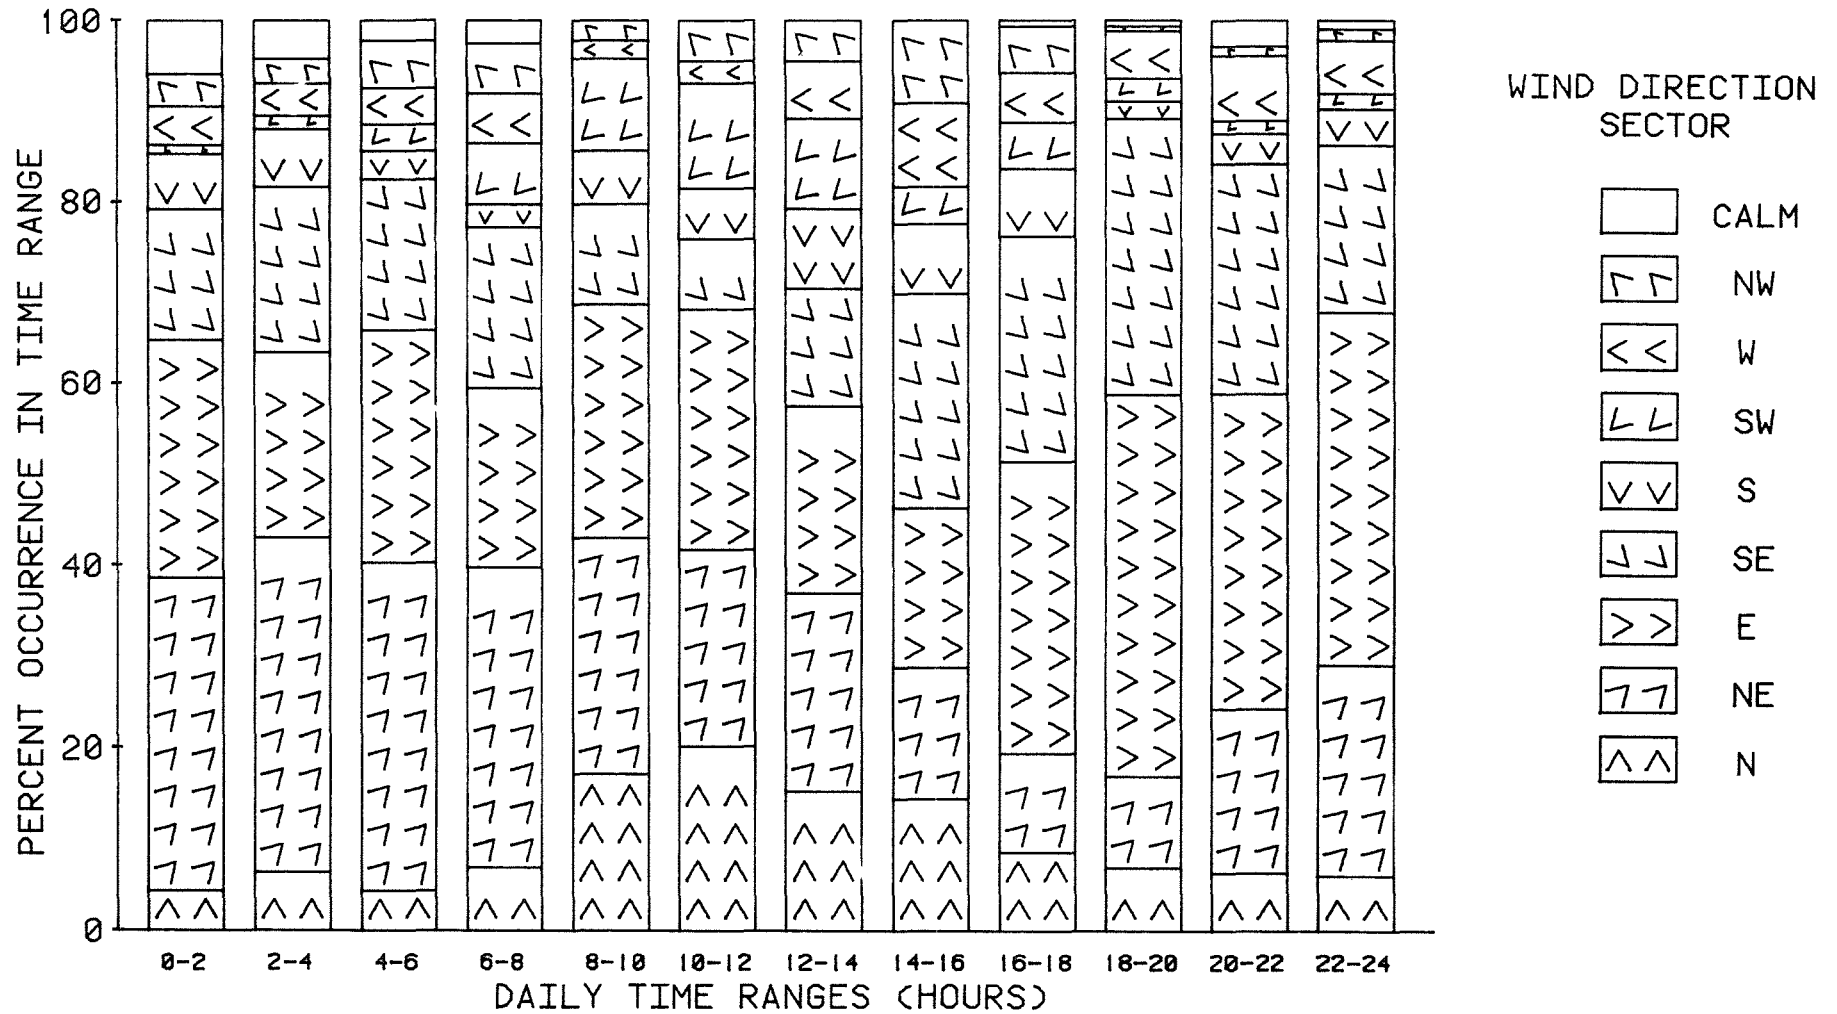 PERCENT OCCURRENCE IN TIME RANGE
100
80
60
40
20
0
0-2 2-4 4-6 6-8 8-10 10-12 12-14 14-16 16-18 18-20 20-22 22-24
DAILY TIME RANGES (HOURS)
WIND DIRECTION
SECTOR
CALM
NW
W
SW
S
SE
E
NE
N